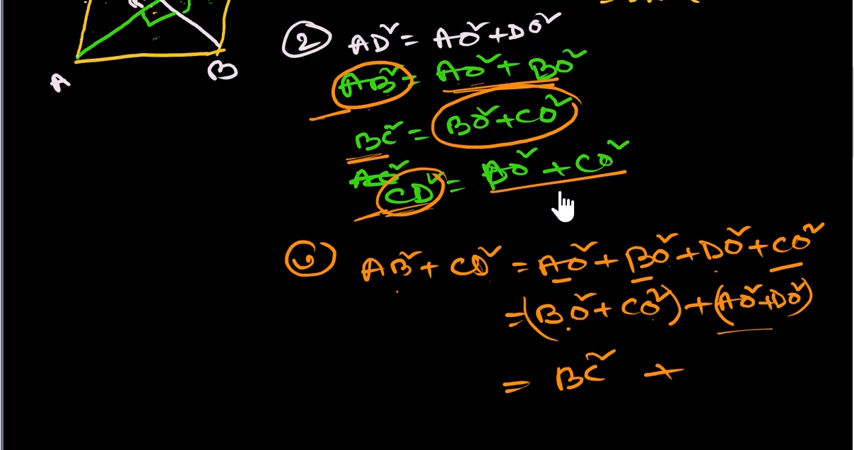 A
B
② AD² = AO² + DO²
AB² = AO² + BO²
BC² = BO² + CO²
CD² = AO² + CO²
③ AB² + CD² = AO² + BO² + DO² + CO²
= (BO² + CO²) + (AO² + DO²)
= BC² +